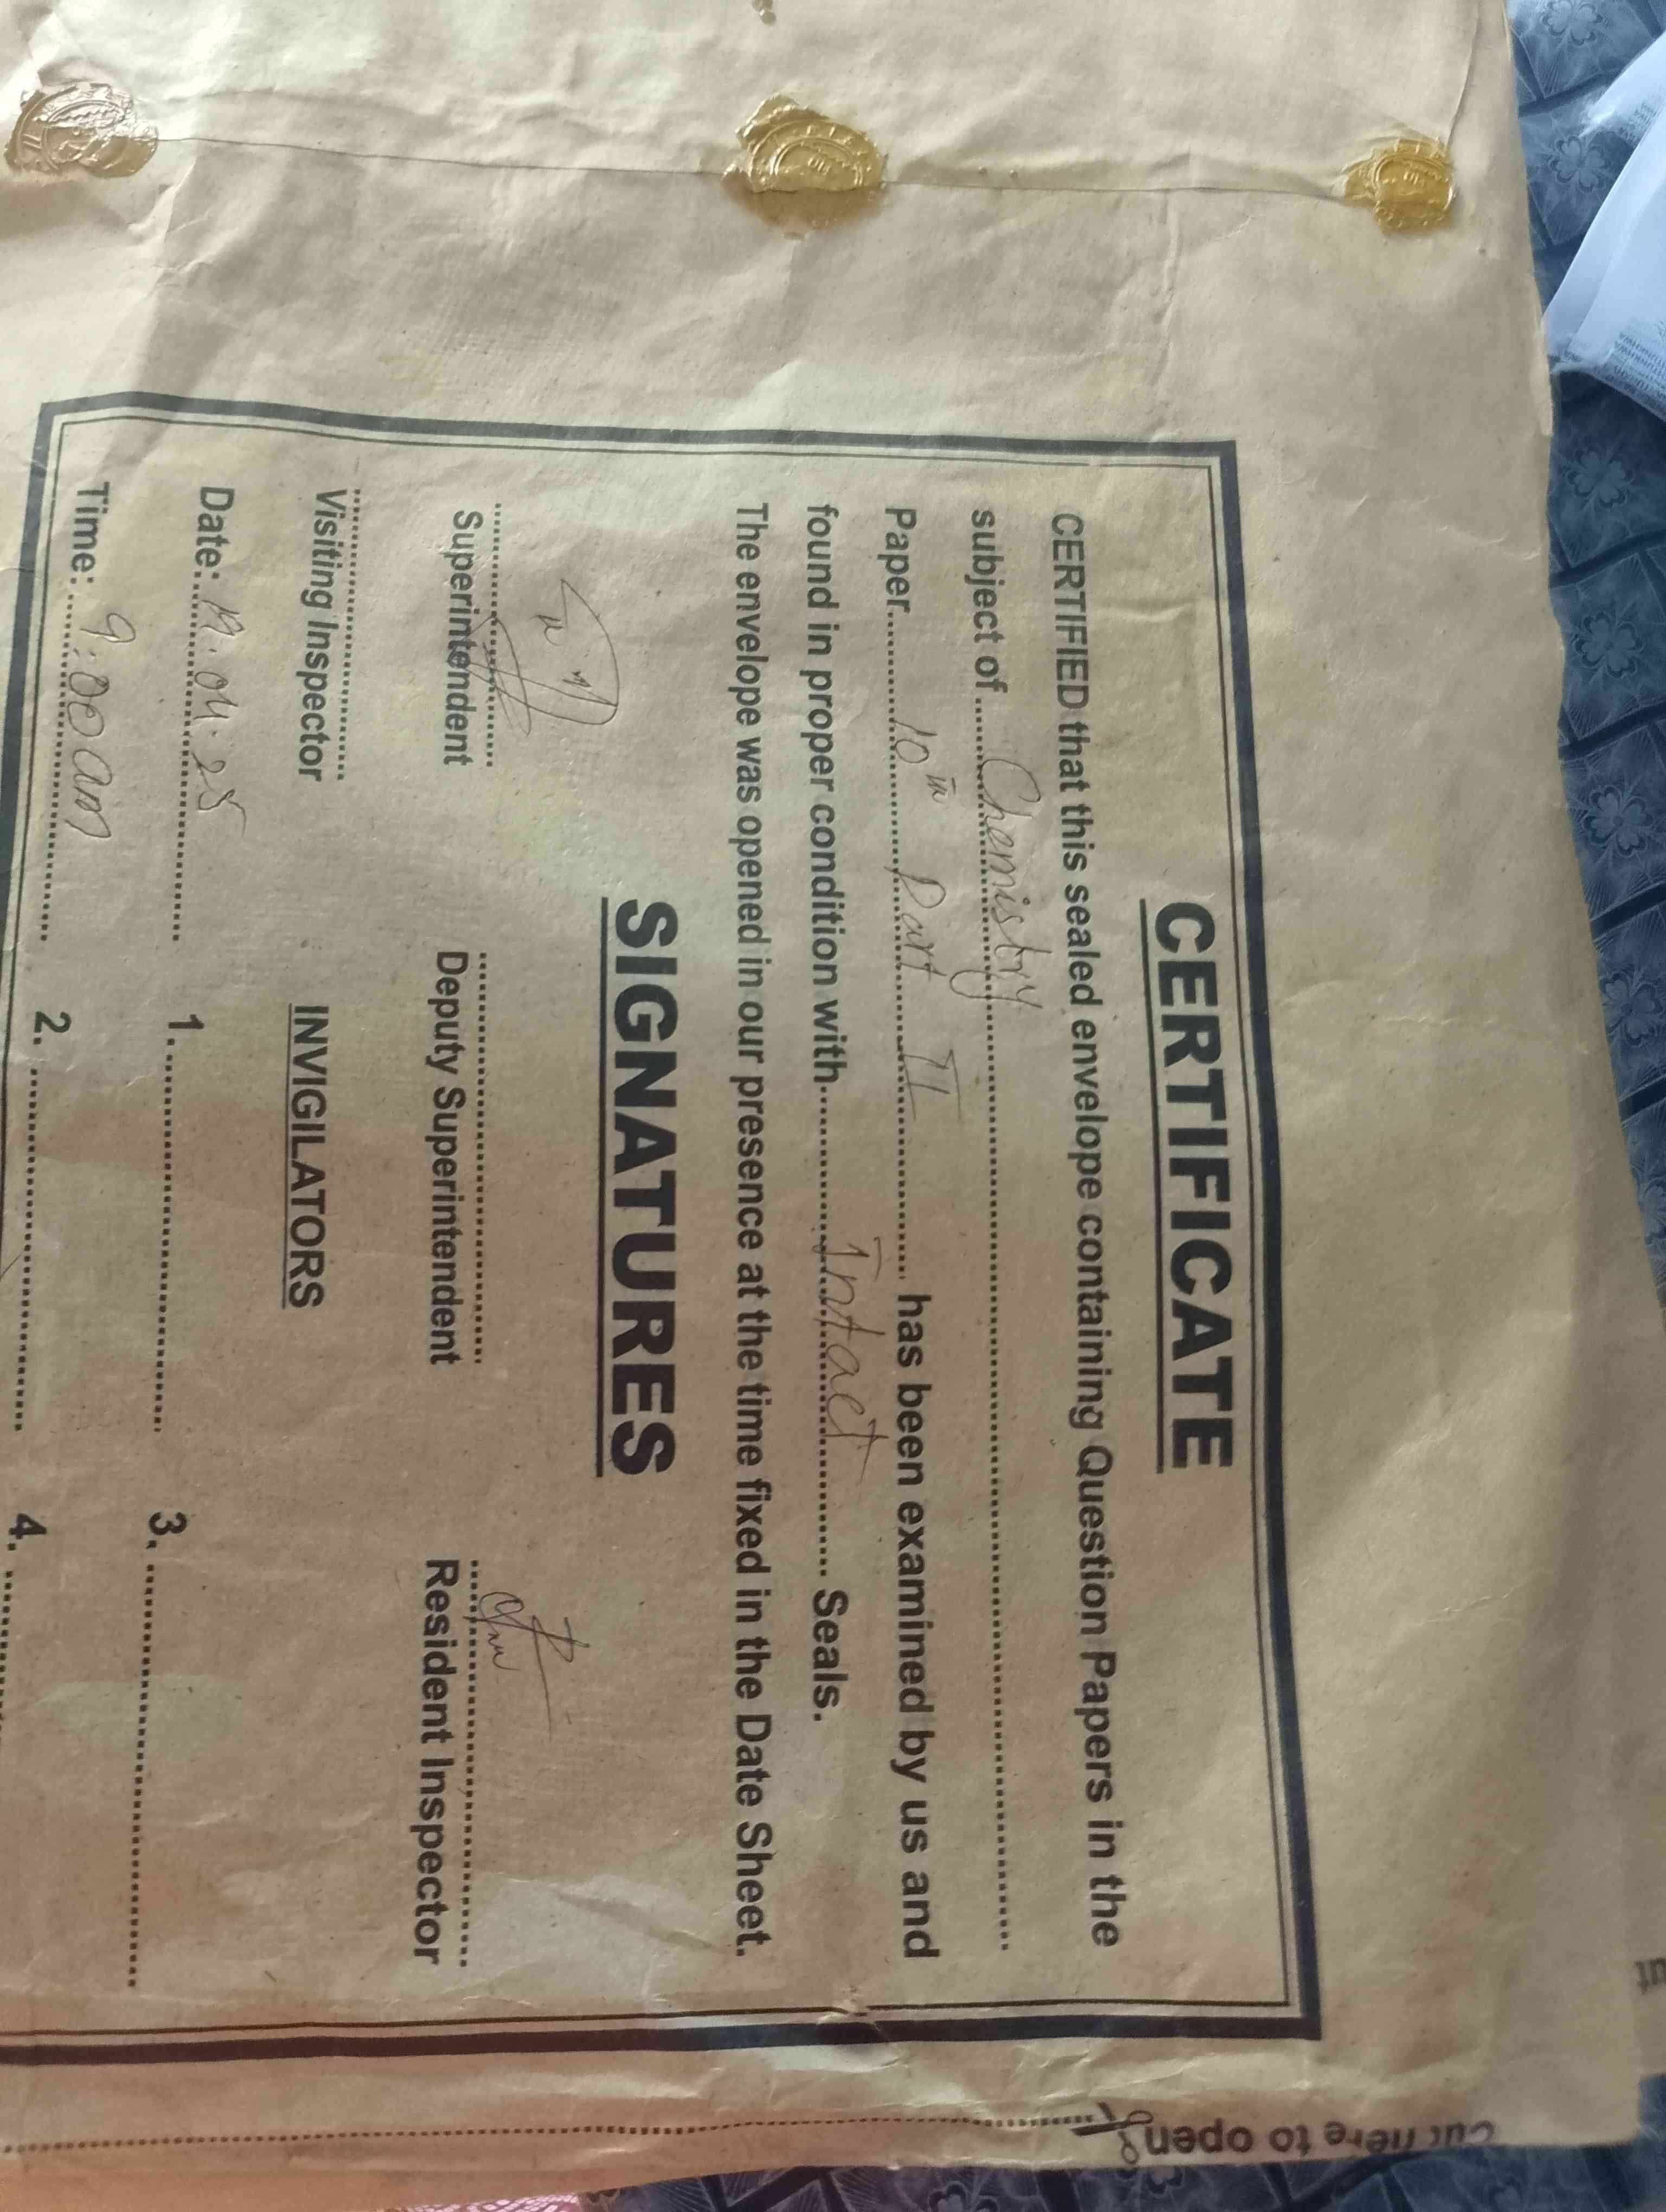 CERTIFICATE
CERTIFIED that this sealed envelope containing Question Papers in the
subject of ........ Chemistry ........
Paper........ 10th Part II ........ has been examined by us and
found in proper condition with........ Intact ........ Seals.
The envelope was opened in our presence at the time fixed in the Date Sheet.
SIGNATURES
Superintendent Deputy Superintendent Resident Inspector
Visiting Inspector INVIGILATORS
Date: .04.25 1. 3.
Time: 9:00 am 2. 4.
Cut here to open